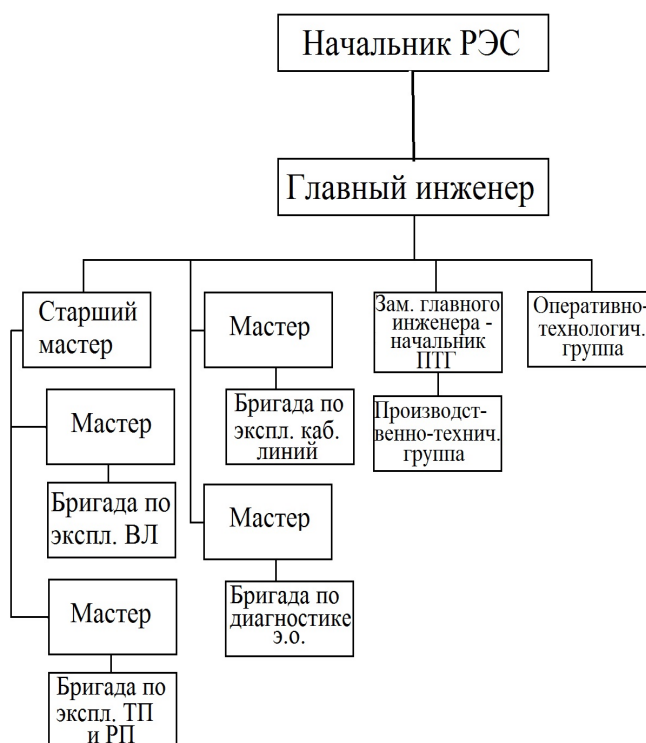 Начальник РЭС
Главный инженер
Старший
мастер
Мастер
Бригада по
экспл. ВЛ
Мастер
Бригада по
экспл. ТП
и РП
Мастер
Бригада по
экспл. каб.
линий
Мастер
Бригада по
диагностике
э.о.
Зам. главного
инженера -
начальник
ПТГ
Производст-
венно-технич.
группа
Оперативно-
технологич.
группа